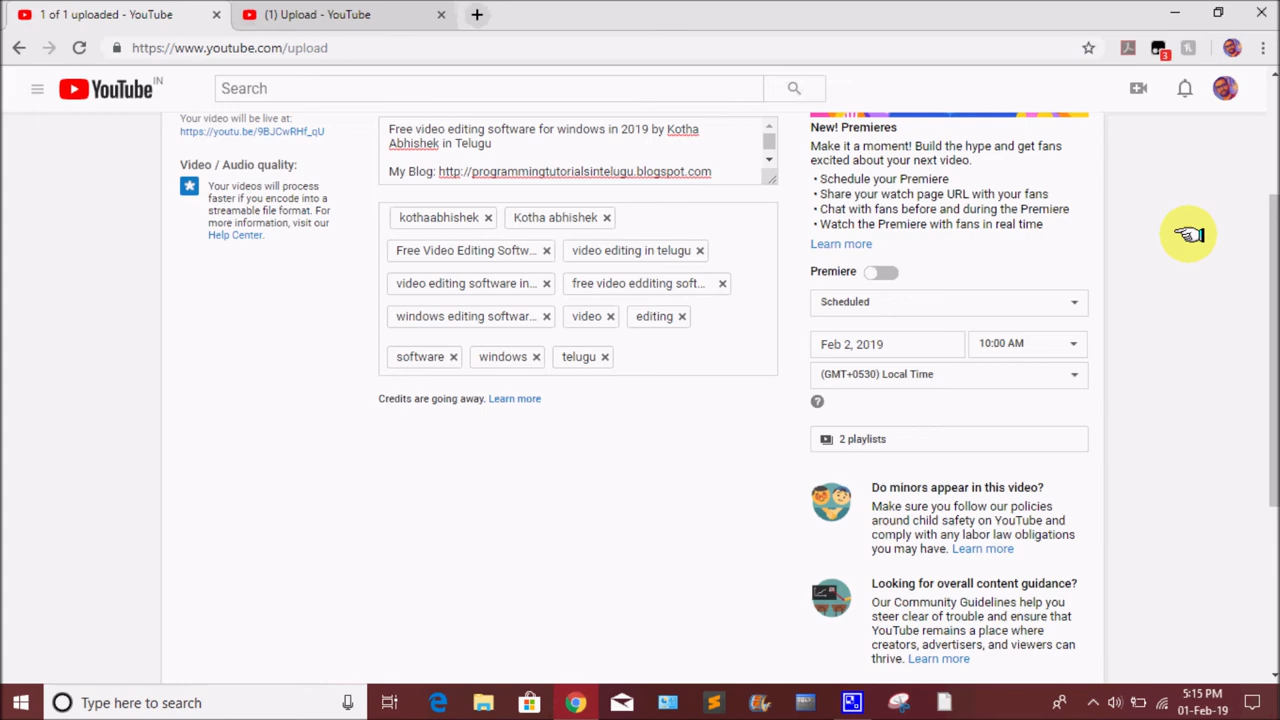 1 of 1 uploaded - YouTube
(1) Upload - YouTube
https://www.youtube.com/upload
3
YouTube IN
Search
Your video will be live at:
https://youtu.be/9BJCwRHf_qU
Video / Audio quality:
Your videos will process
faster if you encode into a
streamable file format. For
more information, visit our
Help Center.
Free video editing software for windows in 2019 by Kotha
Abhishek in Telugu
My Blog: http://programmingtutorialsintelugu.blogspot.com
kothaabhishek
Kotha abhishek
Free Video Editing Softw...
video editing in telugu
video editing software in...
free video edditing soft...
windows editing softwar...
video
editing
software
windows
telugu
Credits are going away. Learn more
New! Premieres
Make it a moment! Build the hype and get fans
excited about your next video.
• Schedule your Premiere
• Share your watch page URL with your fans
• Chat with fans before and during the Premiere
• Watch the Premiere with fans in real time
Learn more
Premiere
Scheduled
Feb 2, 2019
10:00 AM
(GMT+0530) Local Time
2 playlists
Do minors appear in this video?
Make sure you follow our policies
around child safety on YouTube and
comply with any labor law obligations
you may have. Learn more
Looking for overall content guidance?
Our Community Guidelines help you
steer clear of trouble and ensure that
YouTube remains a place where
creators, advertisers, and viewers can
thrive. Learn more
Type here to search
5:15 PM
01-Feb-19